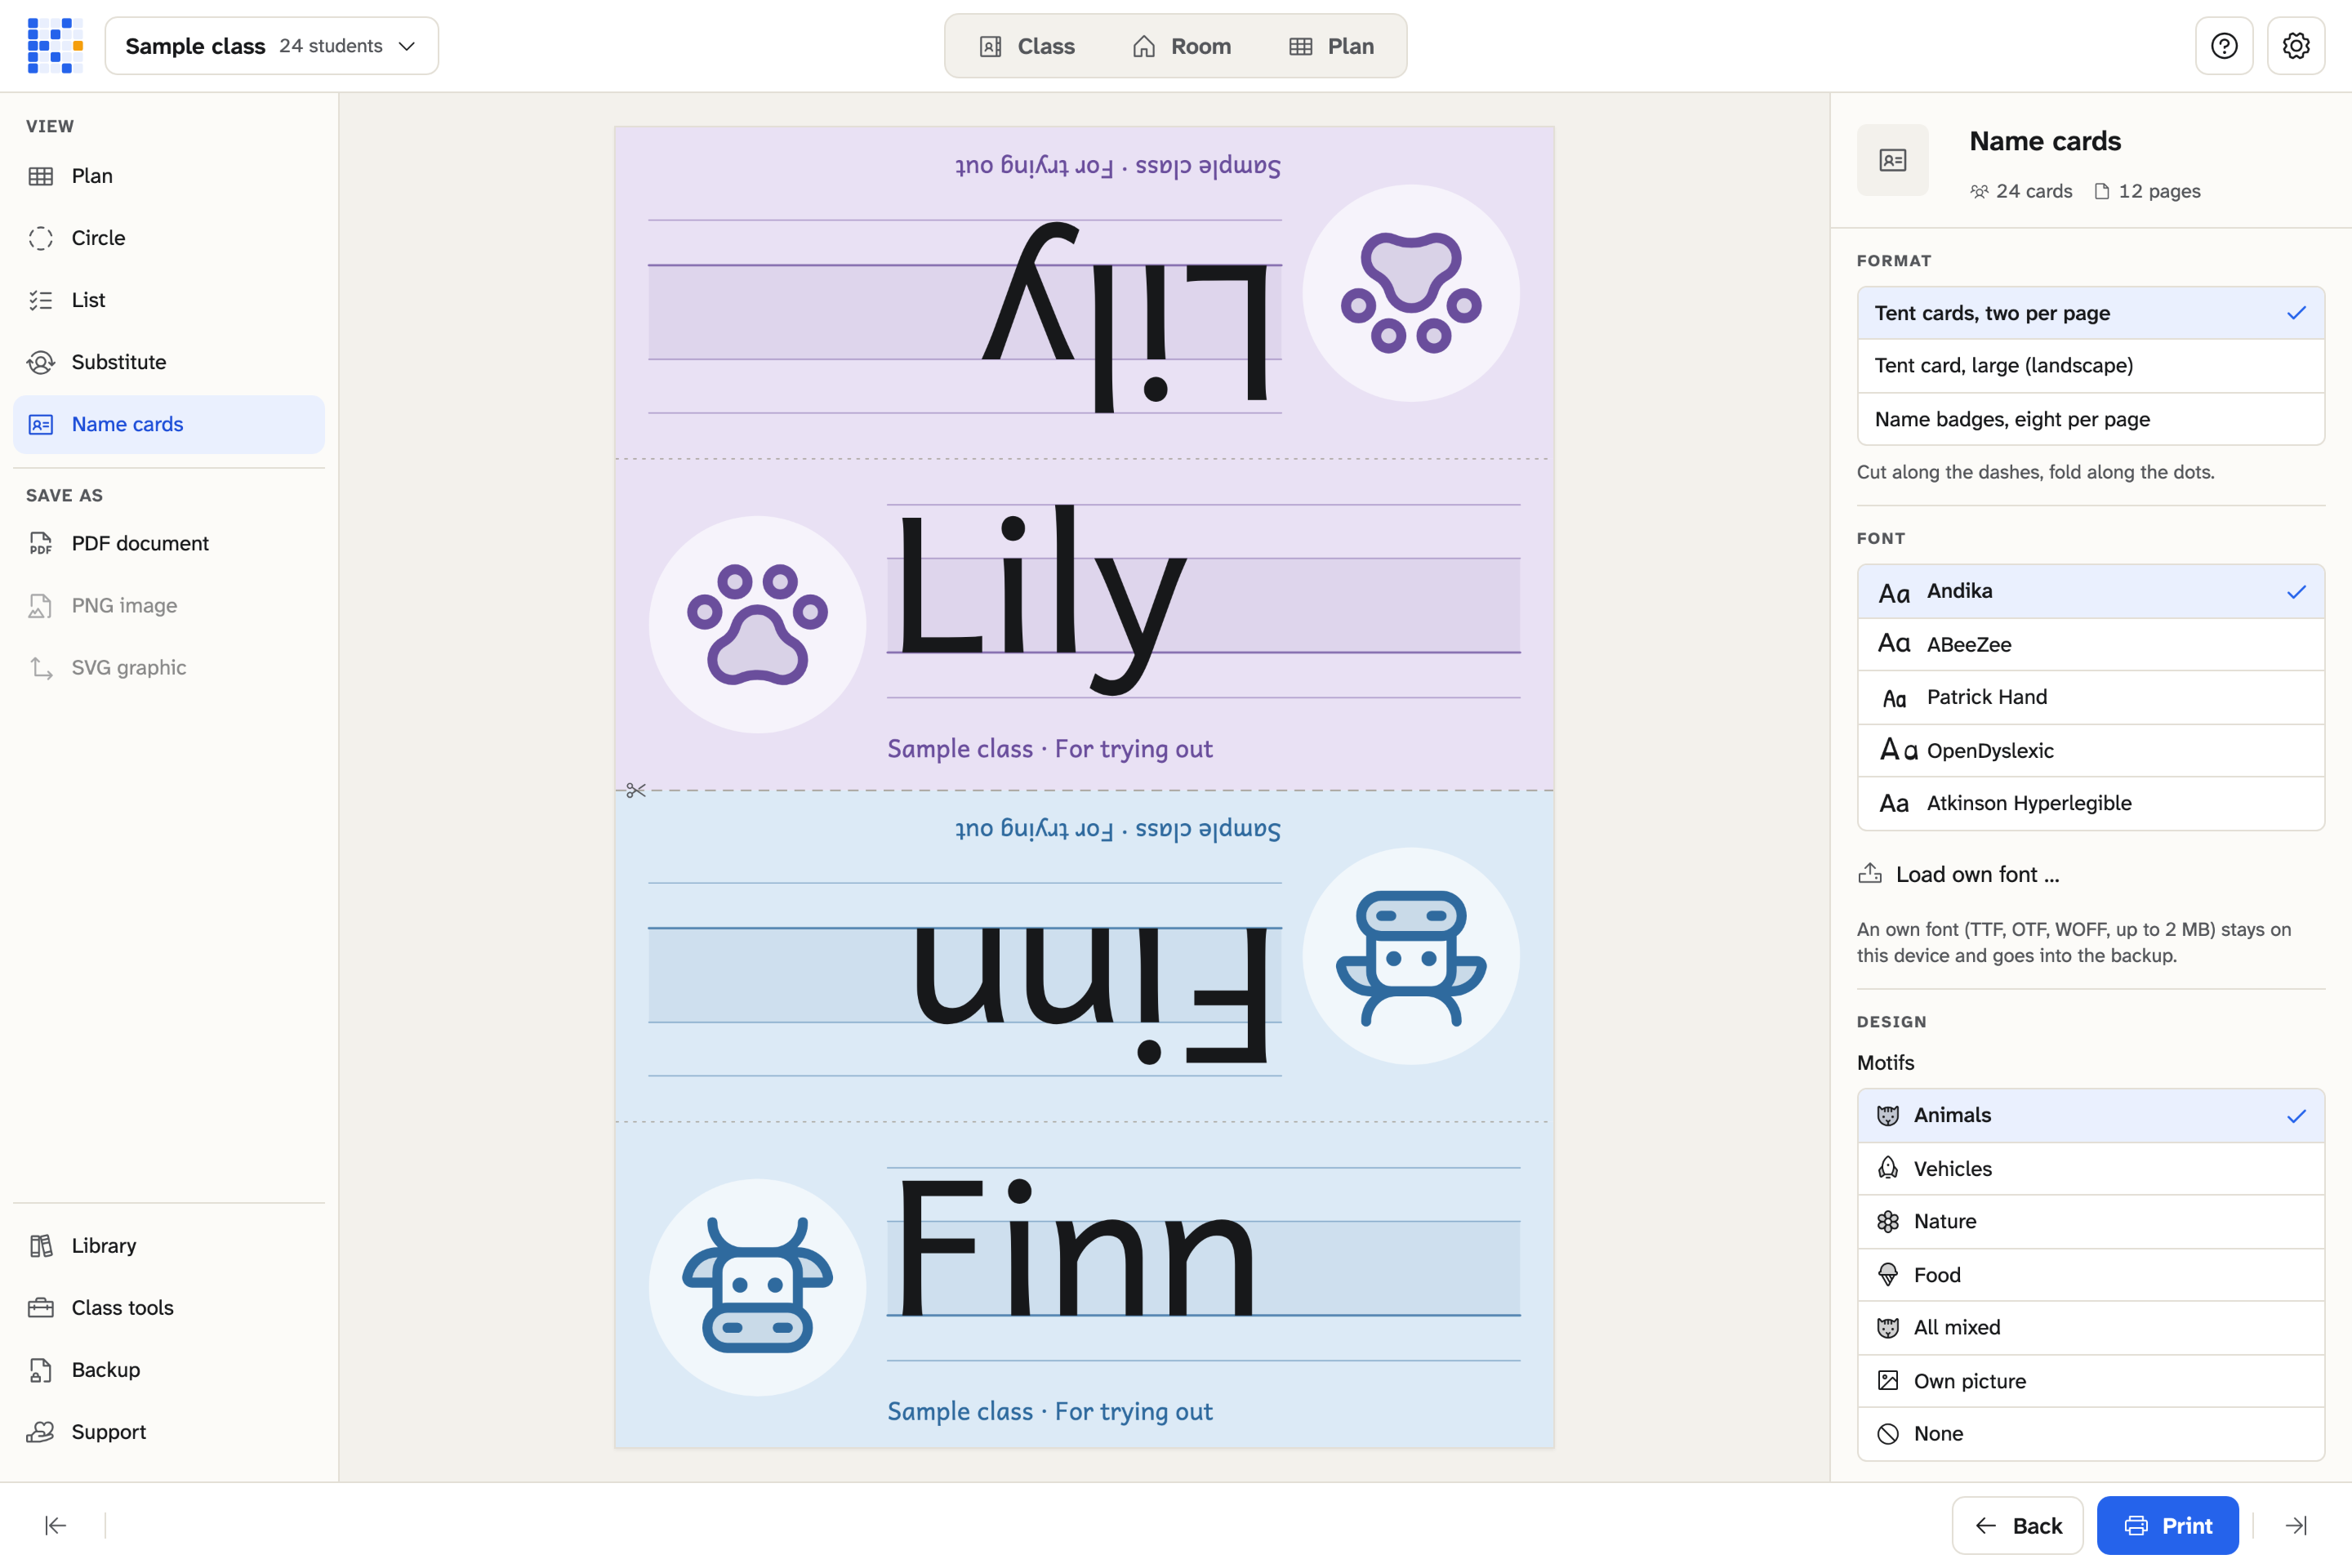 Sample class 24 students
Class
Room
Plan
VIEW
Plan
Circle
List
Substitute
Name cards
SAVE AS
PDF document
PNG image
SVG graphic
Library
Class tools
Backup
Support
Sample class · For trying out
Lily
Lily
Sample class · For trying out
Sample class · For trying out
Finn
Finn
Sample class · For trying out
Name cards
24 cards 12 pages
FORMAT
Tent cards, two per page
Tent card, large (landscape)
Name badges, eight per page
Cut along the dashes, fold along the dots.
FONT
Aa Andika
Aa ABeeZee
Aa Patrick Hand
Aa OpenDyslexic
Aa Atkinson Hyperlegible
Load own font ...
An own font (TTF, OTF, WOFF, up to 2 MB) stays on
this device and goes into the backup.
DESIGN
Motifs
Animals
Vehicles
Nature
Food
All mixed
Own picture
None
Back
Print